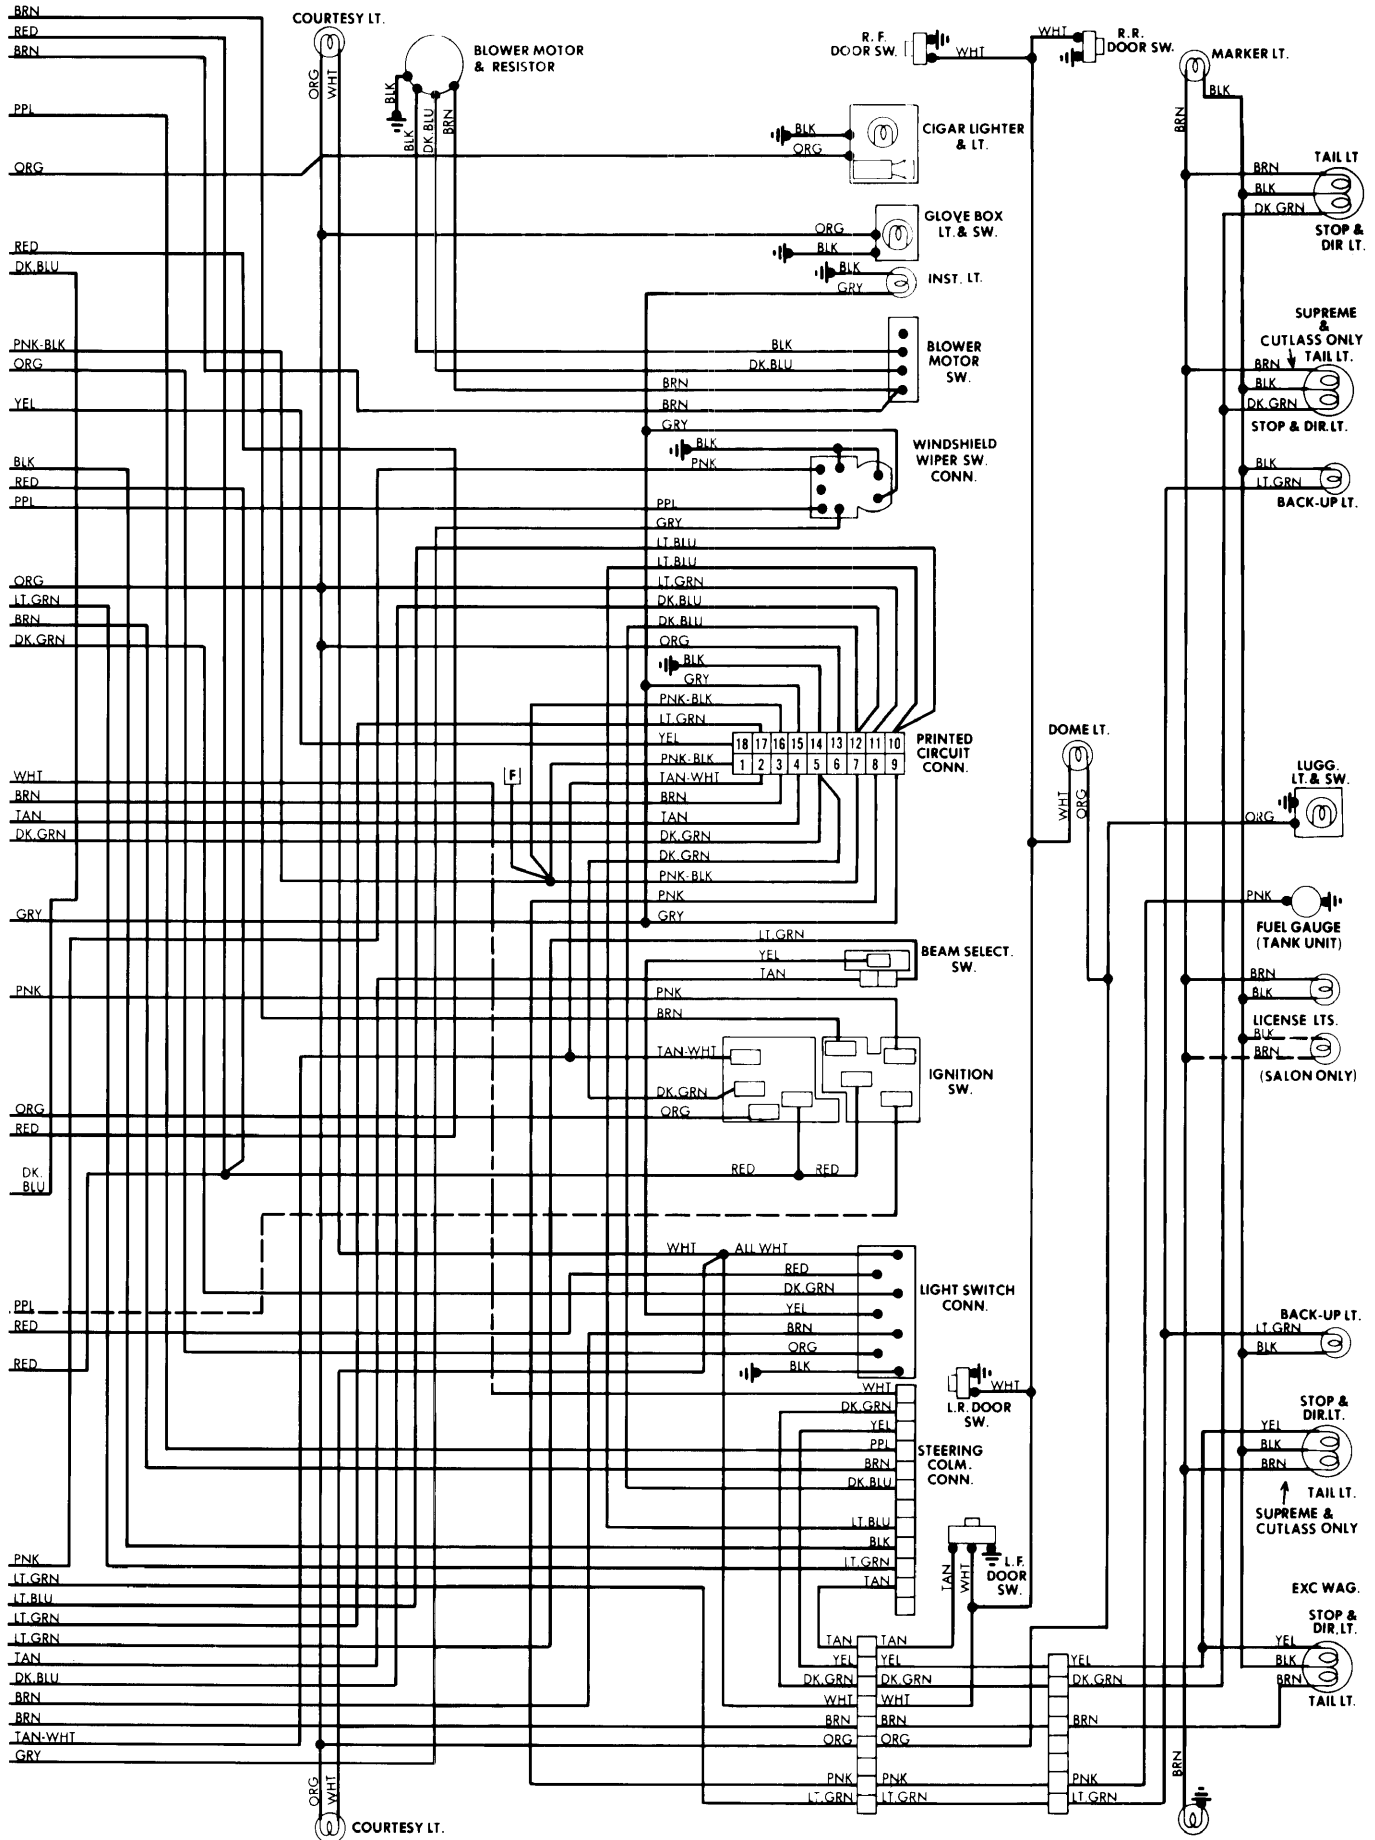 BRN
COURTESY LT.
RED
BRN
ORG
WHT
BLOWER MOTOR
& RESISTOR
BLK
BLK
DK.BLU
BRN
R. F.
DOOR SW.
WHT
WHT
R.R.
DOOR SW.
MARKER LT.
BLK
BRN
PPL
BLK
ORG
CIGAR LIGHTER
& LT.
ORG
TAIL LT
BRN
BLK
DK.GRN
STOP &
DIR LT.
ORG
BLK
GLOVE BOX
LT. & SW.
RED
DK.BLU
BLK
GRY
INST. LT.
SUPREME
&
CUTLASS ONLY
TAIL LT.
BRN
BLK
DK.GRN
STOP & DIR.LT.
PNK-BLK
ORG
BLK
DK.BLU
BRN
BRN
BLOWER
MOTOR
SW.
YEL
GRY
BLK
PNK
WINDSHIELD
WIPER SW.
CONN.
BLK
RED
PPL
PPL
GRY
BLK
LT.GRN
BACK-UP LT.
LT.BLU
LT.BLU
ORG
LT.GRN
LT.GRN
DK.BLU
BRN
DK.BLU
DK.GRN
ORG
BLK
GRY
PNK-BLK
LT.GRN
YEL
PNK-BLK
18 17 16 15 14 13 12 11 10
1 2 3 4 5 6 7 8 9
PRINTED
CIRCUIT
CONN.
DOME LT.
WHT
ORG
LUGG.
LT. & SW.
ORG
F
WHT
TAN-WHT
BRN
BRN
TAN
TAN
DK.GRN
DK.GRN
DK.GRN
PNK-BLK
PNK
GRY
GRY
PNK
FUEL GAUGE
(TANK UNIT)
LT.GRN
YEL
TAN
BEAM SELECT.
SW.
BRN
BLK
LICENSE LTS.
BLK
BRN
(SALON ONLY)
PNK
PNK
BRN
TAN-WHT
DK.GRN
ORG
IGNITION
SW.
ORG
RED
DK.
BLU
RED
RED
WHT
ALL WHT
RED
DK.GRN
YEL
BRN
ORG
BLK
LIGHT SWITCH
CONN.
PPL
RED
RED
BACK-UP LT.
LT.GRN
BLK
WHT
DK.GRN
YEL
PPL
BRN
DK.BLU
LT.BLU
BLK
LT.GRN
TAN
STEERING
COLM.
CONN.
WHT
L.R. DOOR
SW.
STOP &
DIR.LT.
YEL
BLK
BRN
TAIL LT.
SUPREME &
CUTLASS ONLY
TAN
WHT
L.F.
DOOR
SW.
EXC WAG.
STOP &
DIR.LT.
YEL
BLK
BRN
TAIL LT.
PNK
LT.GRN
LT.BLU
LT.GRN
LT.GRN
TAN
DK.BLU
BRN
BRN
TAN-WHT
GRY
TAN TAN
YEL YEL YEL
DK.GRN DK.GRN DK.GRN
WHT WHT
BRN BRN BRN
ORG ORG
PNK PNK PNK
LT.GRN LT.GRN LT.GRN
BRN
ORG
WHT
COURTESY LT.